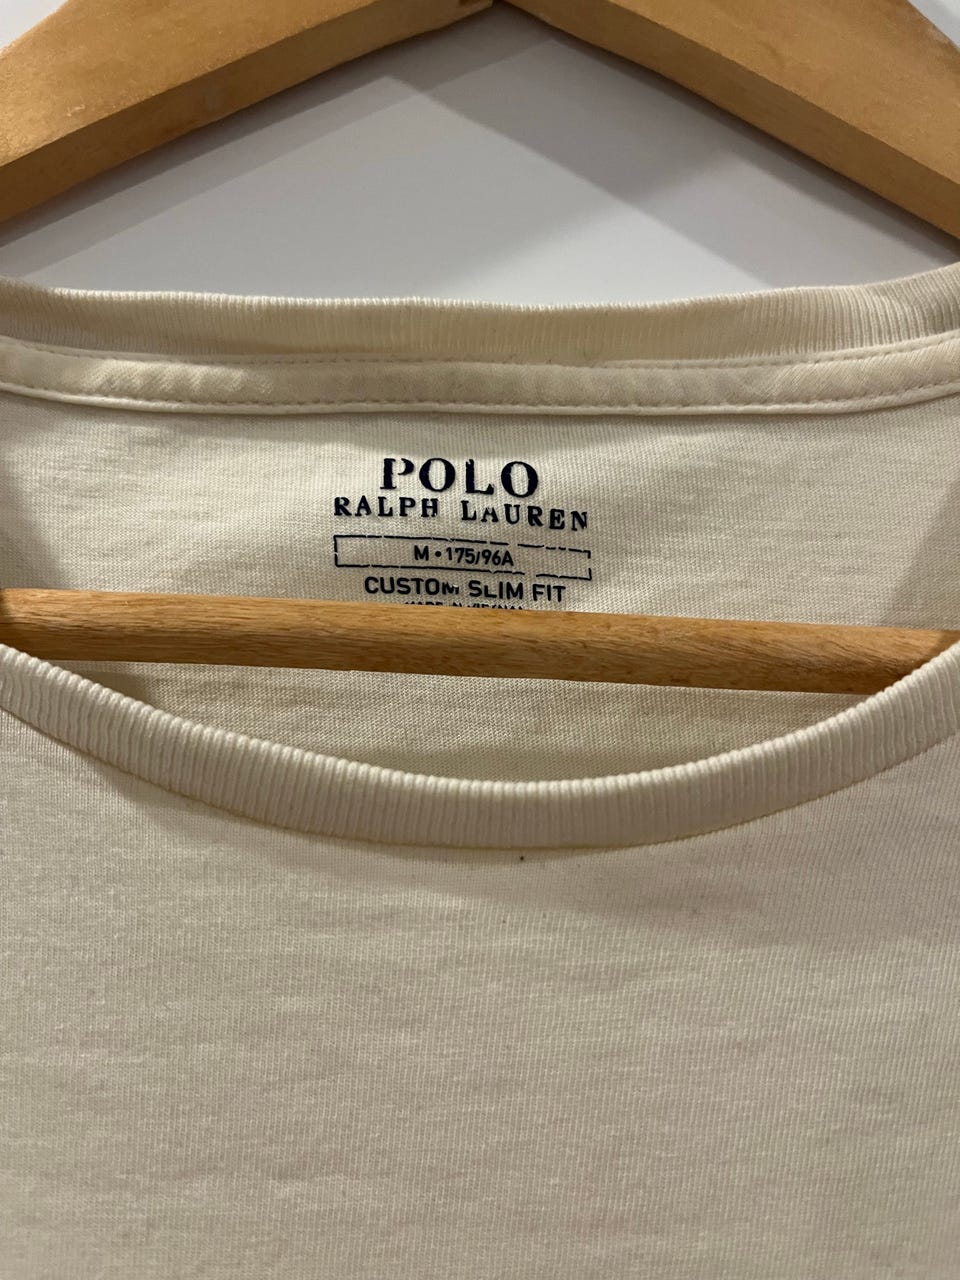 POLO
RALPH LAUREN
M • 175/96A
CUSTOM SLIM FIT